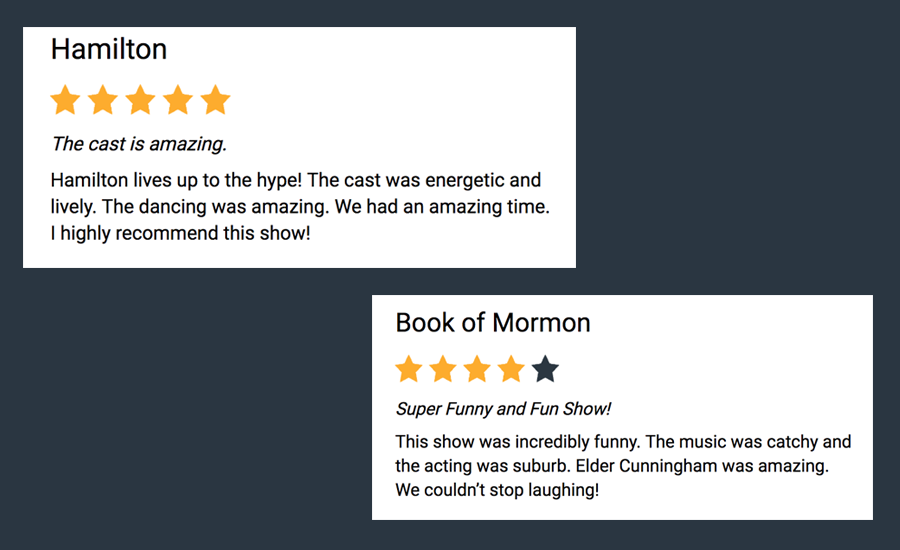 Hamilton
The cast is amazing.
Hamilton lives up to the hype! The cast was energetic and
lively. The dancing was amazing. We had an amazing time.
I highly recommend this show!
Book of Mormon
Super Funny and Fun Show!
This show was incredibly funny. The music was catchy and
the acting was suburb. Elder Cunningham was amazing.
We couldn’t stop laughing!